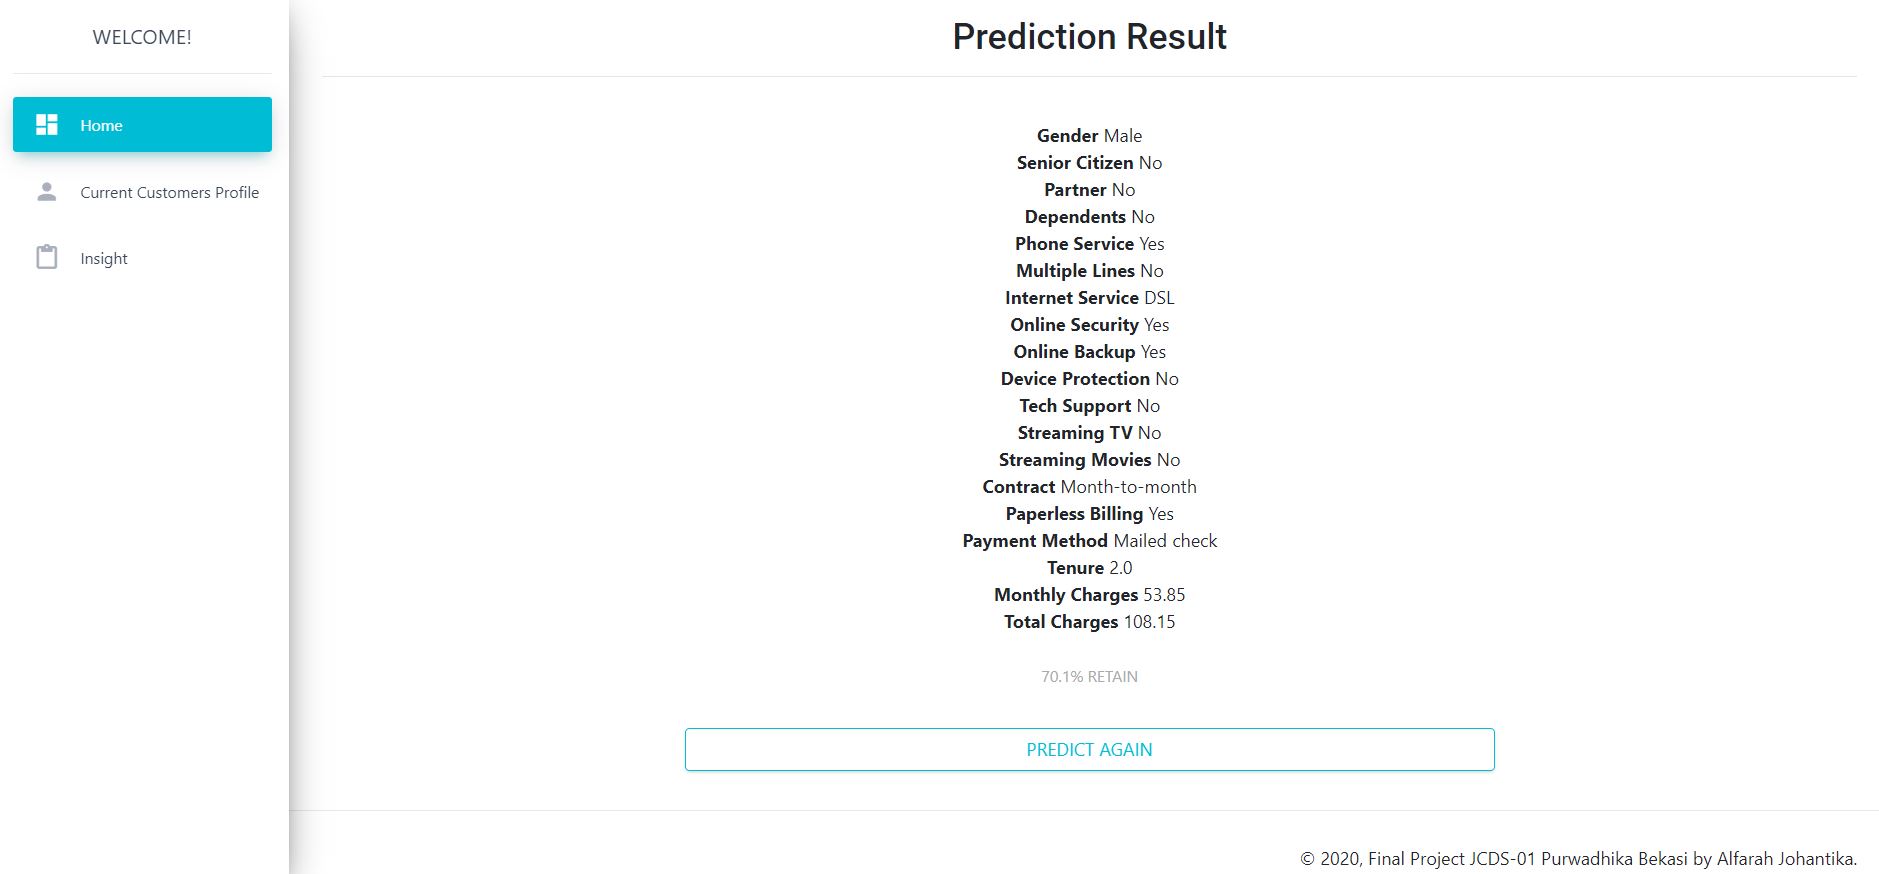 WELCOME!
Home
Current Customers Profile
Insight
Prediction Result
Gender Male
Senior Citizen No
Partner No
Dependents No
Phone Service Yes
Multiple Lines No
Internet Service DSL
Online Security Yes
Online Backup Yes
Device Protection No
Tech Support No
Streaming TV No
Streaming Movies No
Contract Month-to-month
Paperless Billing Yes
Payment Method Mailed check
Tenure 2.0
Monthly Charges 53.85
Total Charges 108.15
70.1% RETAIN
PREDICT AGAIN
© 2020, Final Project JCDS-01 Purwadhika Bekasi by Alfarah Johantika.